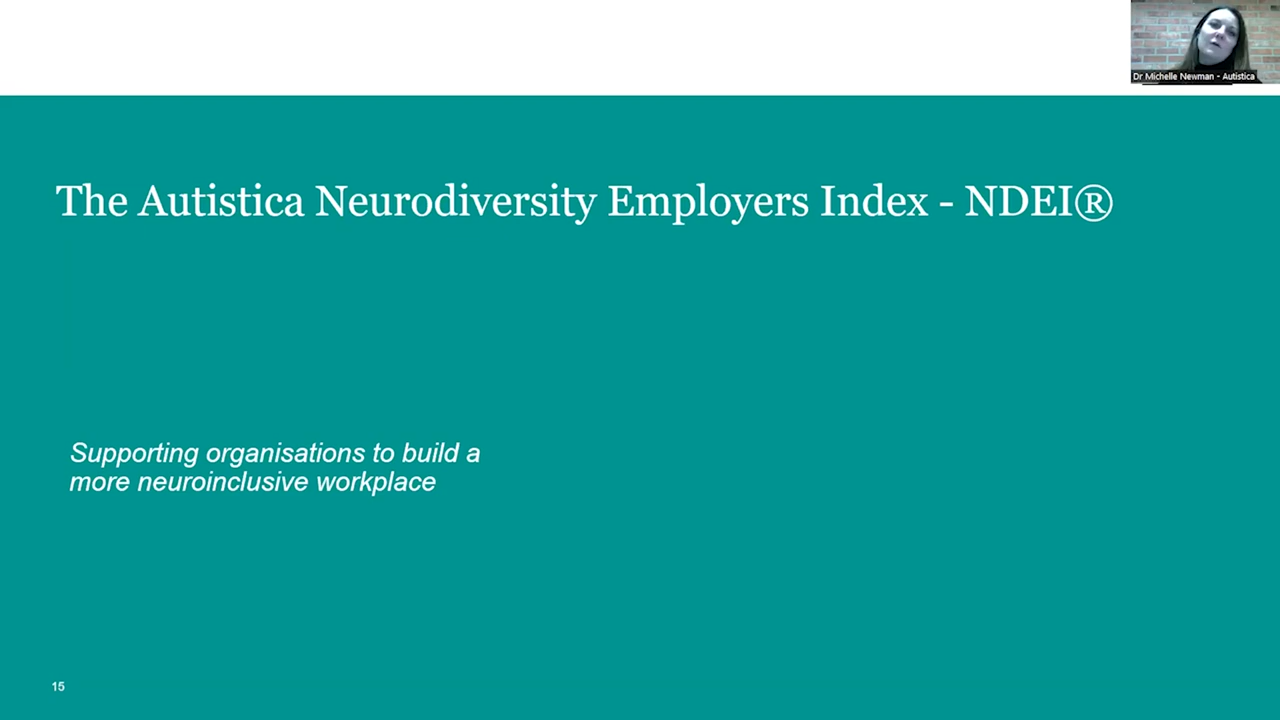 Dr Michelle Newman - Autistica
The Autistica Neurodiversity Employers Index - NDEI®
Supporting organisations to build a
more neuroinclusive workplace
15